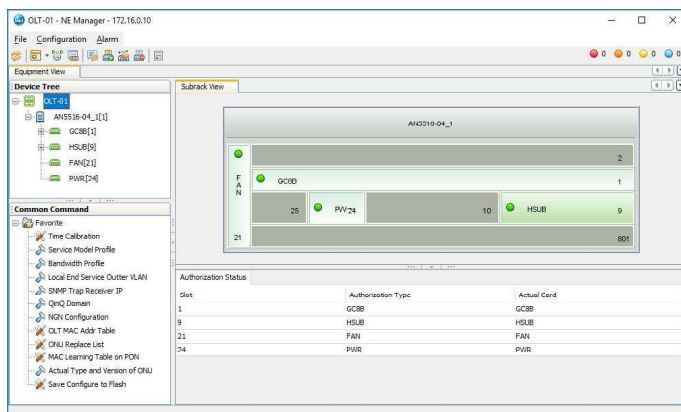 OLT-01 - NE Manager - 172.16.0.10
File Configuration Alarm
0 0 0 0
Equipment View
Device Tree
OLT-01
AN5516-04_1[1]
GC8B[1]
HSUB[9]
FAN[21]
PWR[24]
Common Command
Favorite
Time Calibration
Service Model Profile
Bandwidth Profile
Local End Service Outter VLAN
SNMP Trap Receiver IP
QinQ Domain
NGN Configuration
OLT MAC Addr Table
ONU Replace List
MAC Learning Table on PON
Actual Type and Version of ONU
Save Configure to Flash
Subrack View
AN5516-04_1
FAN
21
2
GC8B 1
25 PW 24 10 HSUB 9
801
Authorization Status
Slot Authorization Type Actual Card
1 GC8B GC8B
9 HSUB HSUB
21 FAN FAN
24 PWR PWR